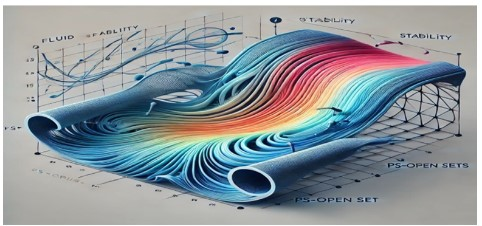 STABILITY
FLUID STABLITY
STABILITY
PS-OPEN SETS
PS-OPEN SET